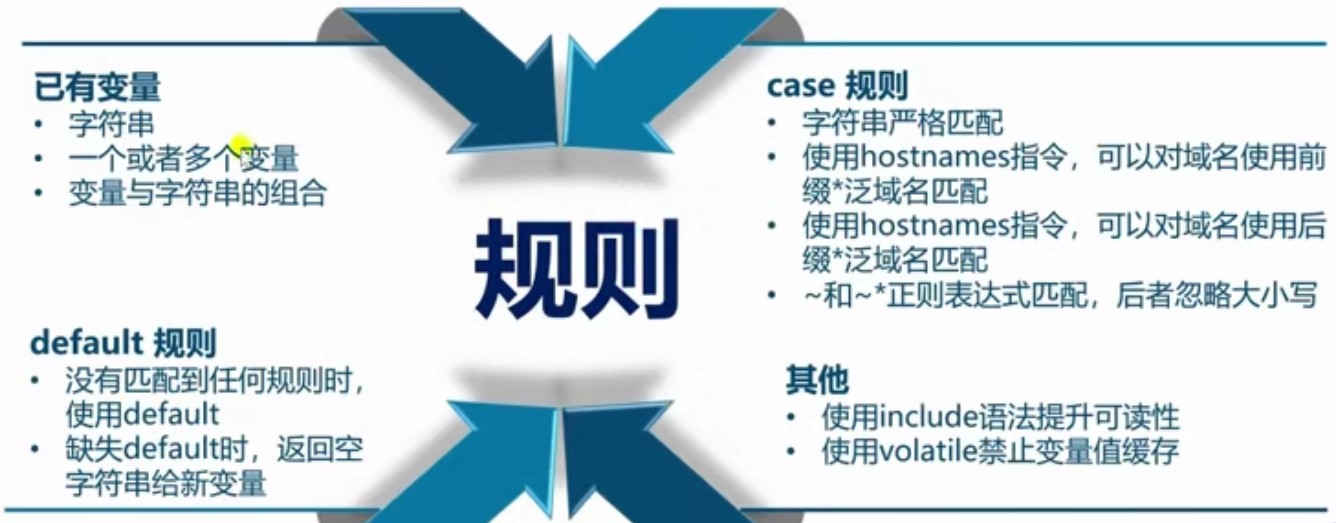 已有变量
• 字符串
• 一个或者多个变量
• 变量与字符串的组合
case 规则
• 字符串严格匹配
• 使用hostnames指令，可以对域名使用前
缀*泛域名匹配
• 使用hostnames指令，可以对域名使用后
缀*泛域名匹配
• ~和~*正则表达式匹配，后者忽略大小写
规则
default 规则
• 没有匹配到任何规则时，
使用default
• 缺失default时，返回空
字符串给新变量
其他
• 使用include语法提升可读性
• 使用volatile禁止变量值缓存